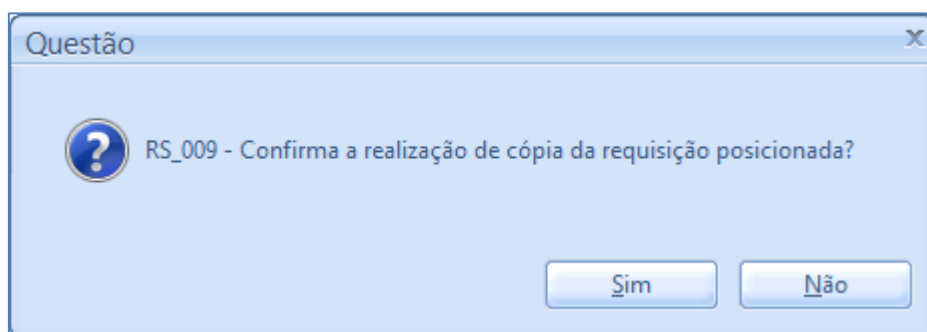 Questão
RS_009 - Confirma a realização de cópia da requisição posicionada?
Sim
Não